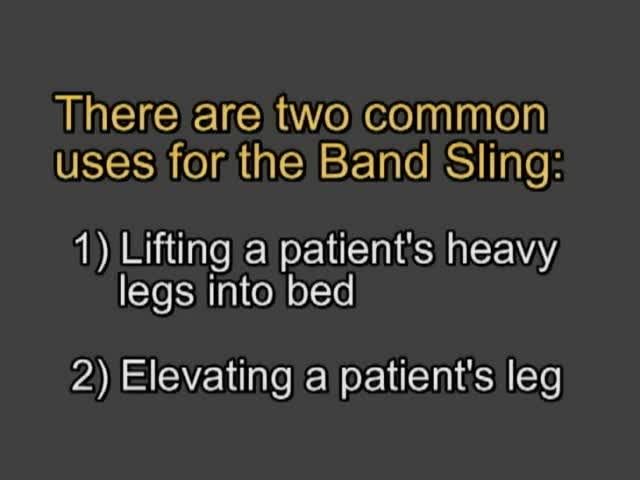 There are two common
uses for the Band Sling:
1) Lifting a patient's heavy
legs into bed
2) Elevating a patient's leg